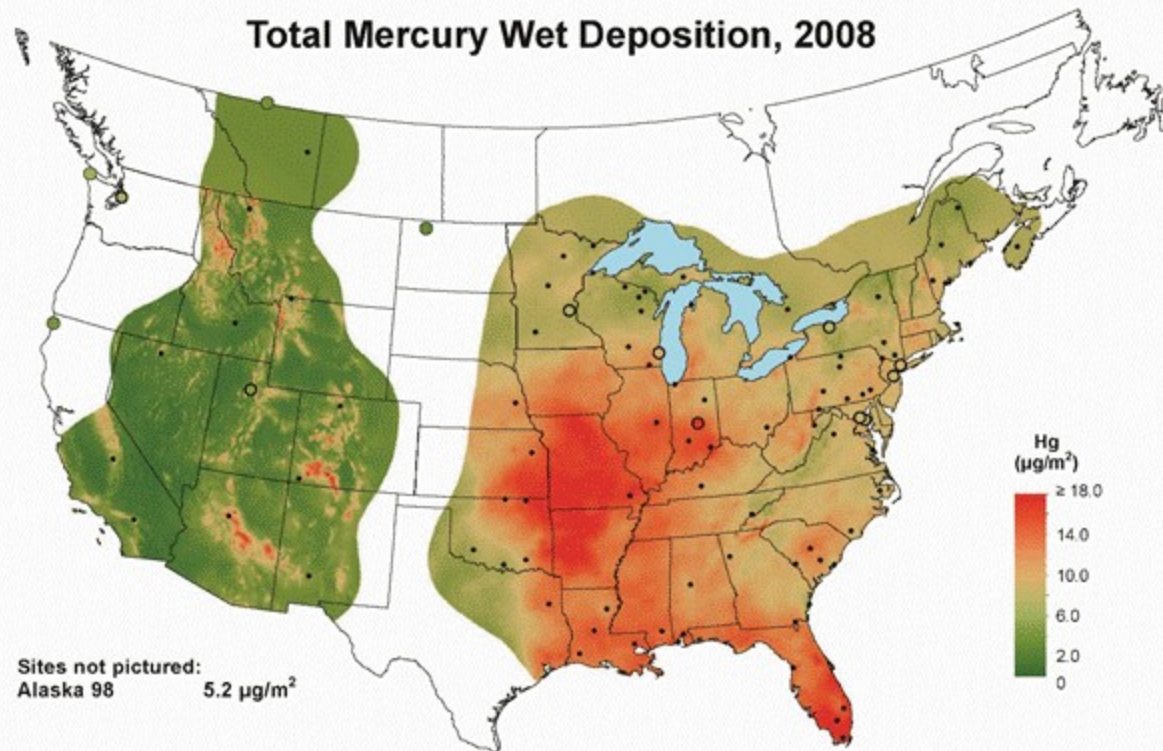 Total Mercury Wet Deposition, 2008
Hg
(µg/m²)
≥ 18.0
14.0
10.0
6.0
2.0
0
Sites not pictured:
Alaska 98 5.2 µg/m²